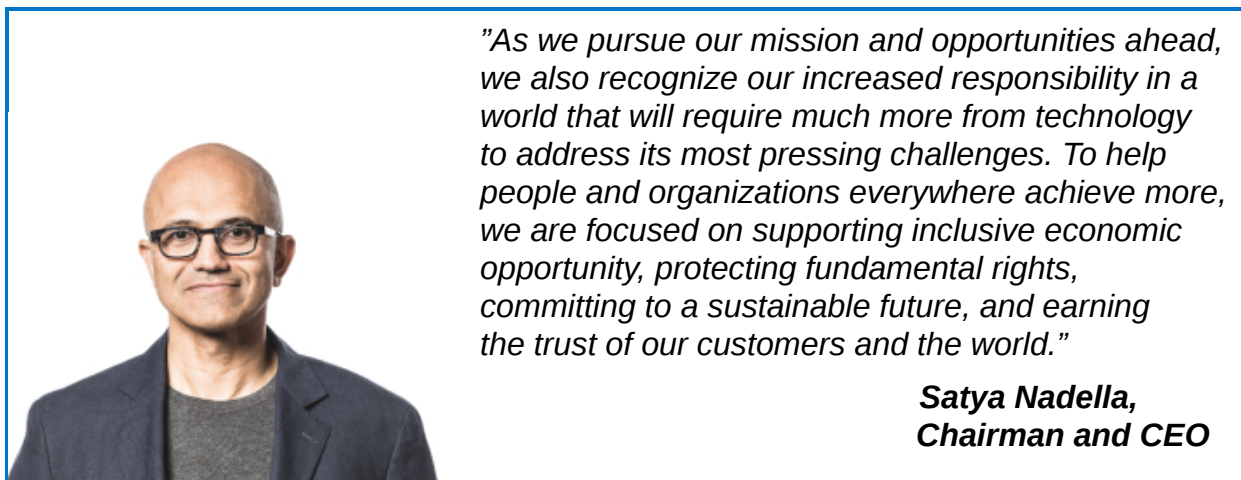 ”As we pursue our mission and opportunities ahead,
we also recognize our increased responsibility in a
world that will require much more from technology
to address its most pressing challenges. To help
people and organizations everywhere achieve more,
we are focused on supporting inclusive economic
opportunity, protecting fundamental rights,
committing to a sustainable future, and earning
the trust of our customers and the world.”
Satya Nadella,
Chairman and CEO